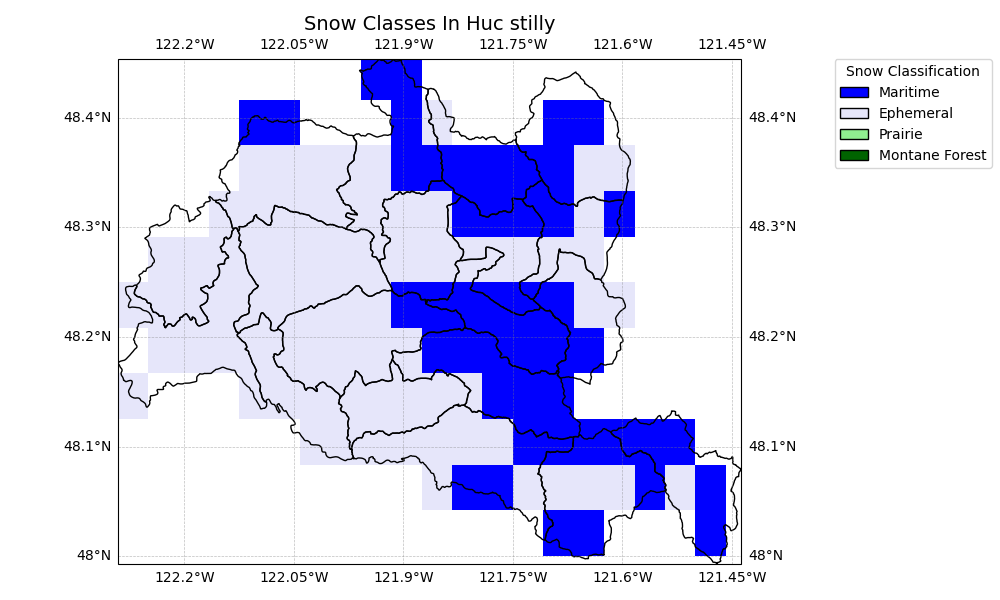 Snow Classes In Huc stilly
122.2°W 122.05°W 121.9°W 121.75°W 121.6°W 121.45°W
48.4°N 48.4°N
48.3°N 48.3°N
48.2°N 48.2°N
48.1°N 48.1°N
48°N 48°N
122.2°W 122.05°W 121.9°W 121.75°W 121.6°W 121.45°W
Snow Classification
Maritime
Ephemeral
Prairie
Montane Forest